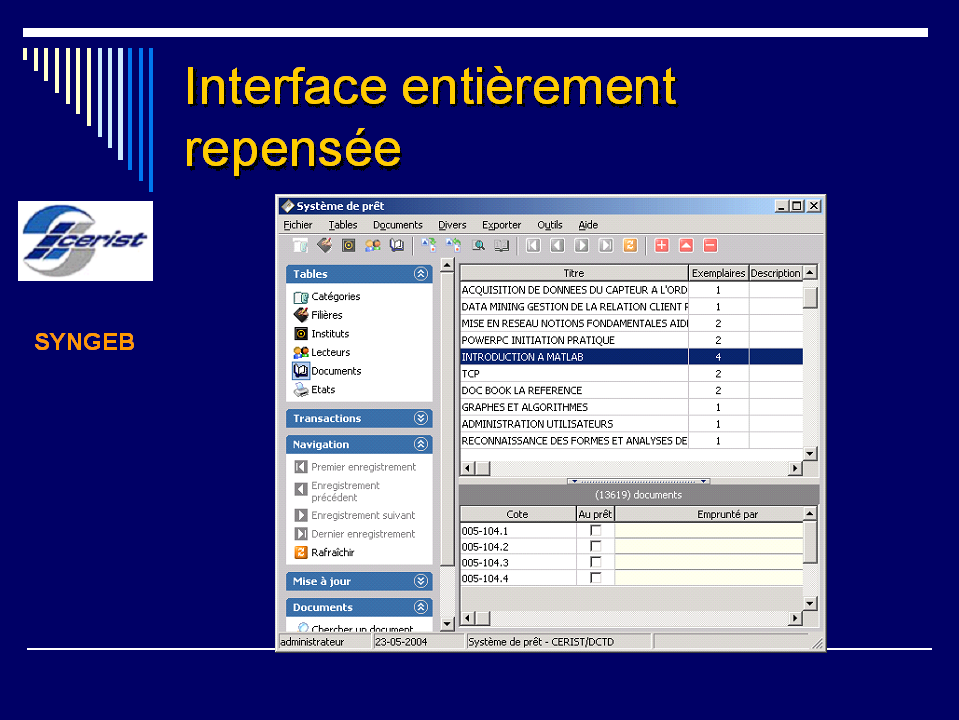 Interface entièrement
repensée
cerist
SYNGEB
Système de prêt
Fichier Tables Documents Divers Exporter Outils Aide
Tables
Catégories
Filières
Instituts
Lecteurs
Documents
Etats
Transactions
Navigation
Premier enregistrement
Enregistrement
précédent
Enregistrement suivant
Dernier enregistrement
Rafraîchir
Mise à jour
Documents
Chercher un document
Titre Exemplaires Description
ACQUISITION DE DONNEES DU CAPTEUR A L'ORD 1
DATA MINING GESTION DE LA RELATION CLIENT 1
MISE EN RESEAU NOTIONS FONDAMENTALES AID 2
POWERPC INITIATION PRATIQUE 2
INTRODUCTION A MATLAB 4
TCP 2
DOC BOOK LA REFERENCE 2
GRAPHES ET ALGORITHMES 1
ADMINISTRATION UTILISATEURS 1
RECONNAISSANCE DES FORMES ET ANALYSES DE 1
(13619) documents
Cote Au prêt Emprunté par
005-104.1
005-104.2
005-104.3
005-104.4
administrateur 23-05-2004 Système de prêt - CERIST/DCTD